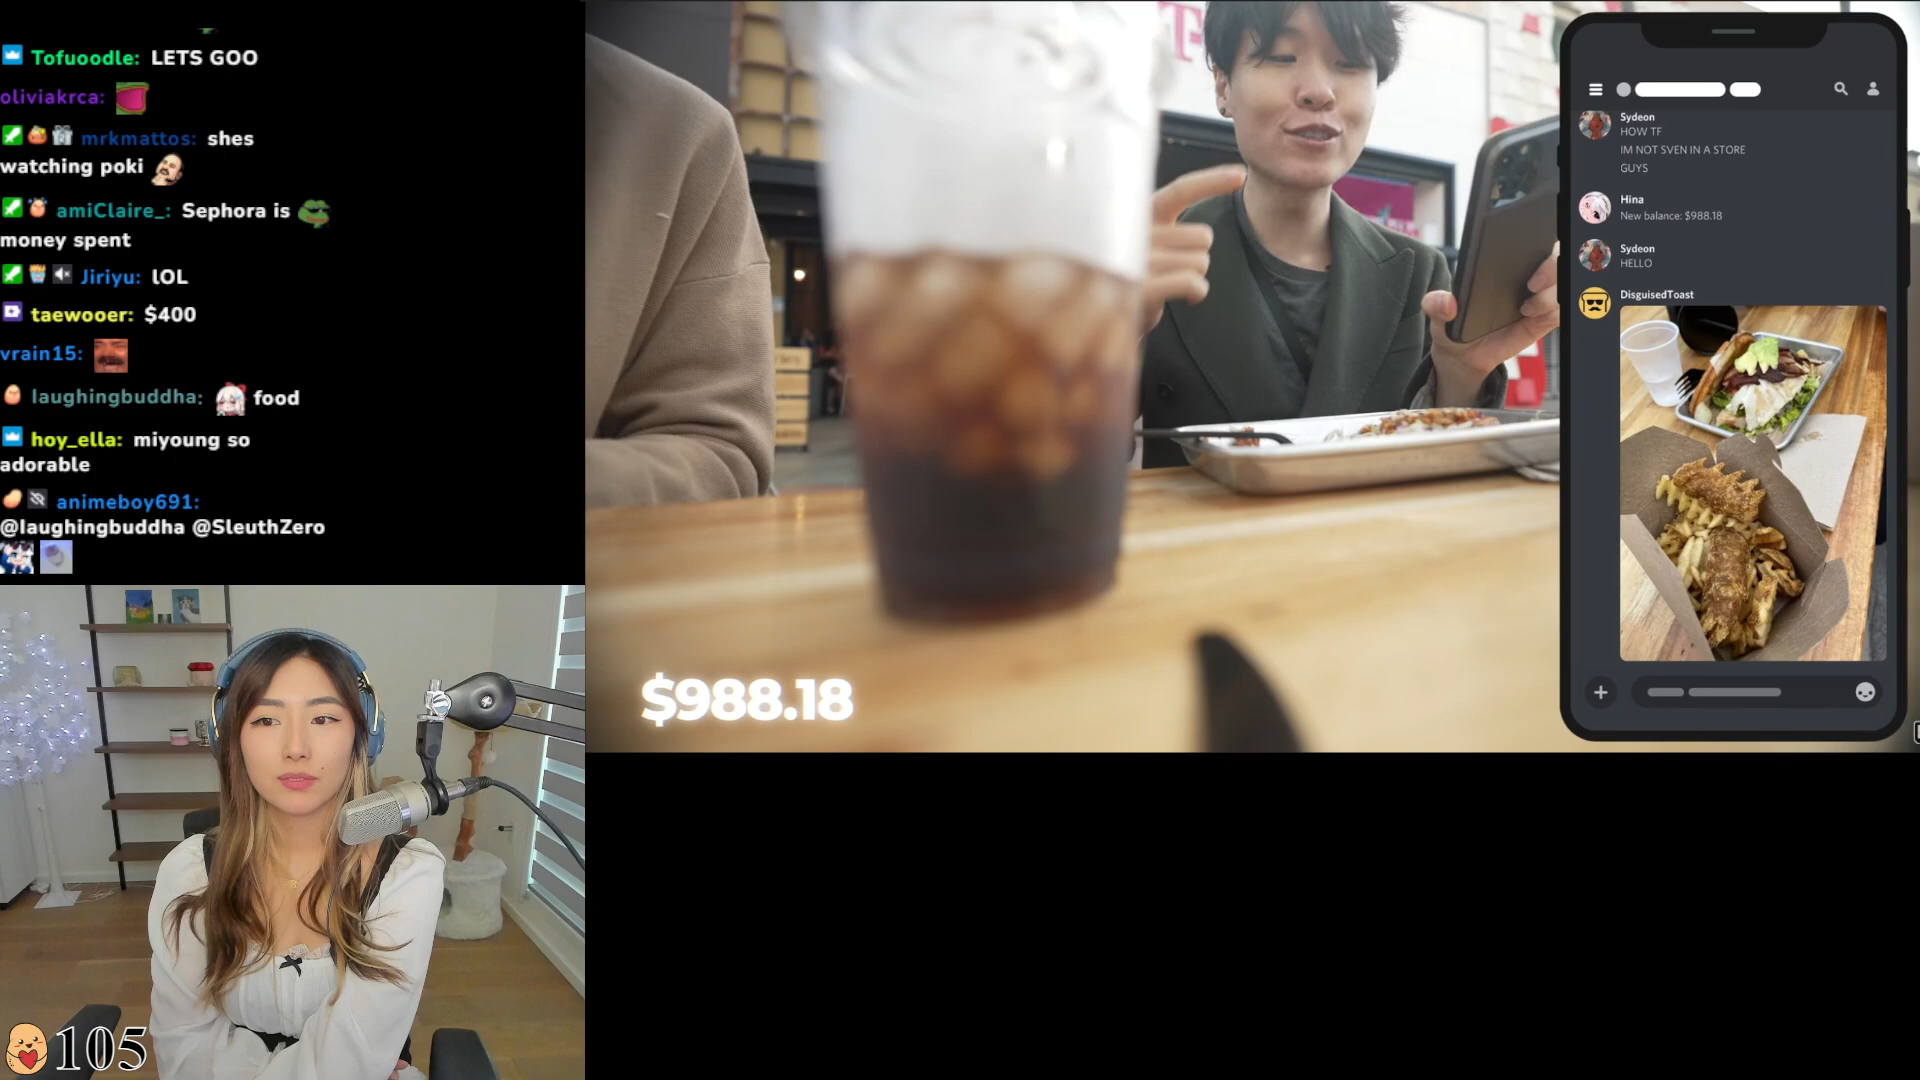 Tofuoodle: LETS GOO
oliviakrca:
mrkmattos: shes
watching poki
amiClaire_: Sephora is
money spent
Jiriyu: lOL
taewooer: $400
vrain15:
laughingbuddha: food
hoy_ella: miyoung so
adorable
animeboy691:
@laughingbuddha @SleuthZero
105
$988.18
Sydeon
HOW TF
IM NOT SVEN IN A STORE
GUYS
Hina
New balance: $988.18
Sydeon
HELLO
DisguisedToast